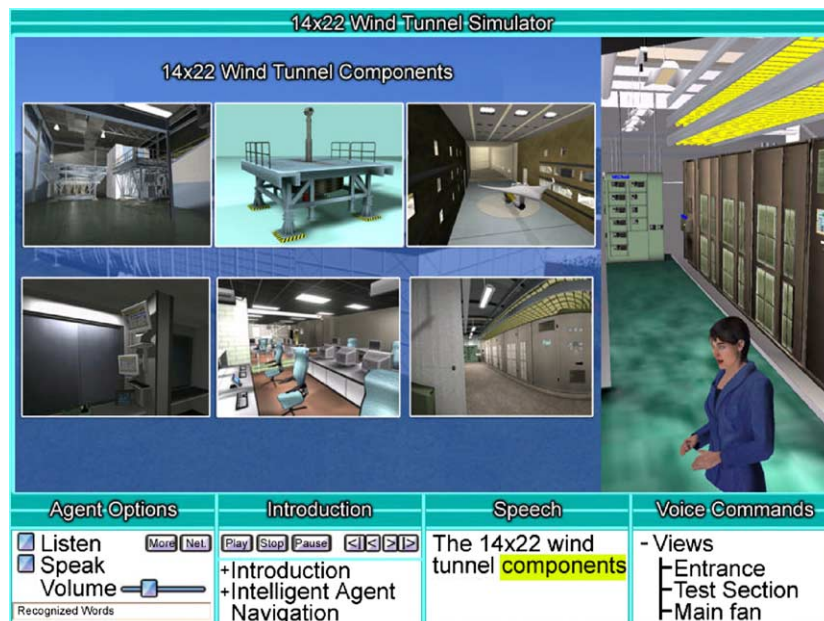 14x22 Wind Tunnel Simulator
14x22 Wind Tunnel Components
Agent Options
Listen
More
Net.
Speak
Volume
Recognized Words
Introduction
Play
Stop
Pause
<|
<
>
|>
+Introduction
+Intelligent Agent
Navigation
Speech
The 14x22 wind
tunnel components
Voice Commands
- Views
Entrance
Test Section
Main fan